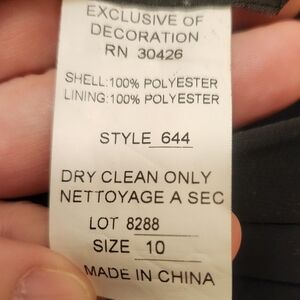 EXCLUSIVE OF
DECORATION
RN 30426
SHELL:100% POLYESTER
LINING:100% POLYESTER
STYLE 644
DRY CLEAN ONLY
NETTOYAGE A SEC
LOT 8288
SIZE 10
MADE IN CHINA